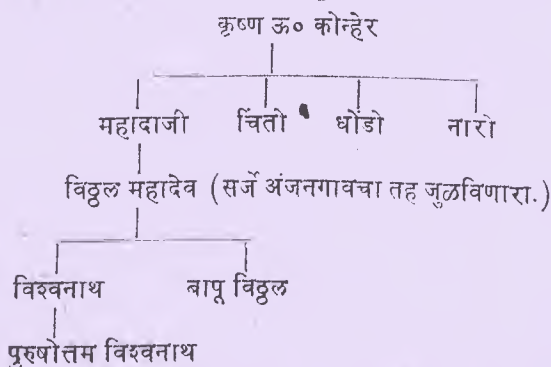 कृष्ण ऊ० कोन्हेर
महादाजी चिंतो धोंडो नारो
विठ्ठल महादेव (सर्जे अंजनगावचा तह जुळविणारा.)
विश्वनाथ बापू विठ्ठल
पुरुषोत्तम विश्वनाथ